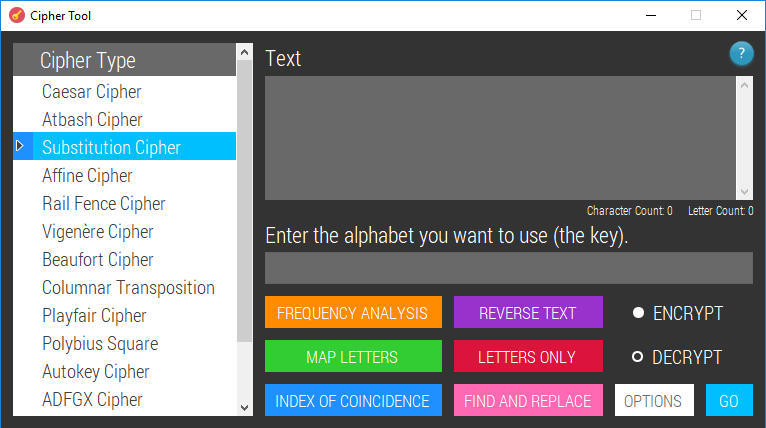 Cipher Tool
Cipher Type
Caesar Cipher
Atbash Cipher
Substitution Cipher
Affine Cipher
Rail Fence Cipher
Vigenère Cipher
Beaufort Cipher
Columnar Transposition
Playfair Cipher
Polybius Square
Autokey Cipher
ADFGX Cipher
Text
?
Character Count: 0 Letter Count: 0
Enter the alphabet you want to use (the key).
FREQUENCY ANALYSIS REVERSE TEXT ENCRYPT
MAP LETTERS LETTERS ONLY DECRYPT
INDEX OF COINCIDENCE FIND AND REPLACE OPTIONS GO